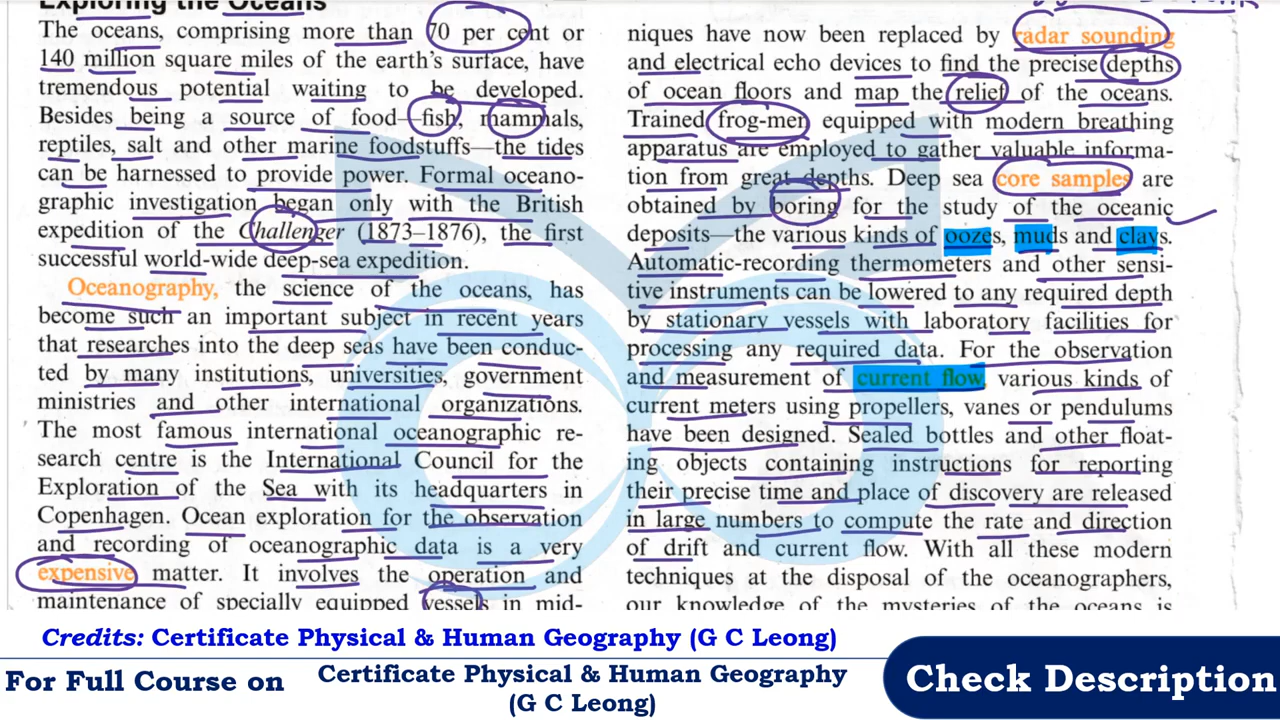 Exploring the Oceans
The oceans, comprising more than 70 per cent or
140 million square miles of the earth's surface, have
tremendous potential waiting to be developed.
Besides being a source of food—fish, mammals,
reptiles, salt and other marine foodstuffs—the tides
can be harnessed to provide power. Formal oceano-
graphic investigation began only with the British
expedition of the Challenger (1873–1876), the first
successful world-wide deep-sea expedition.
Oceanography, the science of the oceans, has
become such an important subject in recent years
that researches into the deep seas have been conduc-
ted by many institutions, universities, government
ministries and other international organizations.
The most famous international oceanographic re-
search centre is the International Council for the
Exploration of the Sea with its headquarters in
Copenhagen. Ocean exploration for the observation
and recording of oceanographic data is a very
expensive matter. It involves the operation and
maintenance of specially equipped vessels in mid-
niques have now been replaced by radar sounding
and electrical echo devices to find the precise depths
of ocean floors and map the relief of the oceans.
Trained frog-men equipped with modern breathing
apparatus are employed to gather valuable informa-
tion from great depths. Deep sea core samples are
obtained by boring for the study of the oceanic
deposits—the various kinds of oozes, muds and clays.
Automatic-recording thermometers and other sensi-
tive instruments can be lowered to any required depth
by stationary vessels with laboratory facilities for
processing any required data. For the observation
and measurement of current flow, various kinds of
current meters using propellers, vanes or pendulums
have been designed. Sealed bottles and other float-
ing objects containing instructions for reporting
their precise time and place of discovery are released
in large numbers to compute the rate and direction
of drift and current flow. With all these modern
techniques at the disposal of the oceanographers,
our knowledge of the mysteries of the oceans is
Credits: Certificate Physical & Human Geography (G C Leong)
For Full Course on
Certificate Physical & Human Geography
(G C Leong)
Check Description